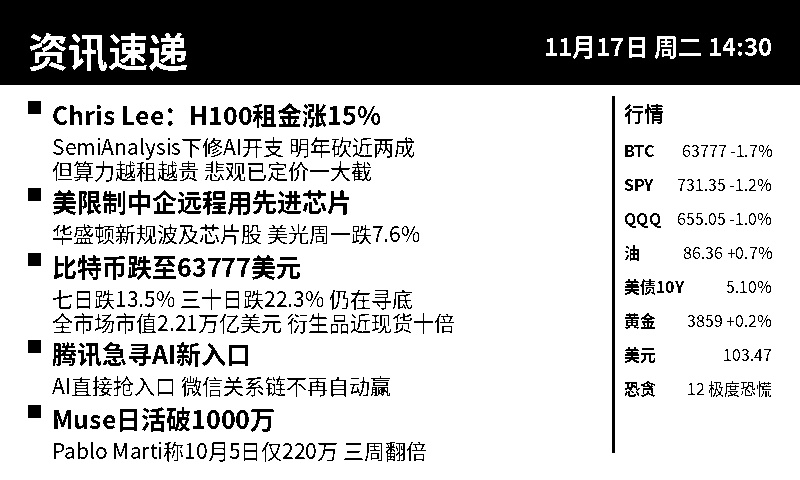 资讯速递
11月17日 周二 14:30
Chris Lee：H100租金涨15%
SemiAnalysis下修AI开支 明年砍近两成
但算力越租越贵 悲观已定价一大截
美限制中企远程用先进芯片
华盛顿新规波及芯片股 美光周一跌7.6%
比特币跌至63777美元
七日跌13.5% 三十日跌22.3% 仍在寻底
全市场市值2.21万亿美元 衍生品近现货十倍
腾讯急寻AI新入口
AI直接抢入口 微信关系链不再自动赢
Muse日活破1000万
Pablo Marti称10月5日仅220万 三周翻倍
行情
BTC 63777 -1.7%
SPY 731.35 -1.2%
QQQ 655.05 -1.0%
油 86.36 +0.7%
美债10Y 5.10%
黄金 3859 +0.2%
美元 103.47
恐贪 12 极度恐慌